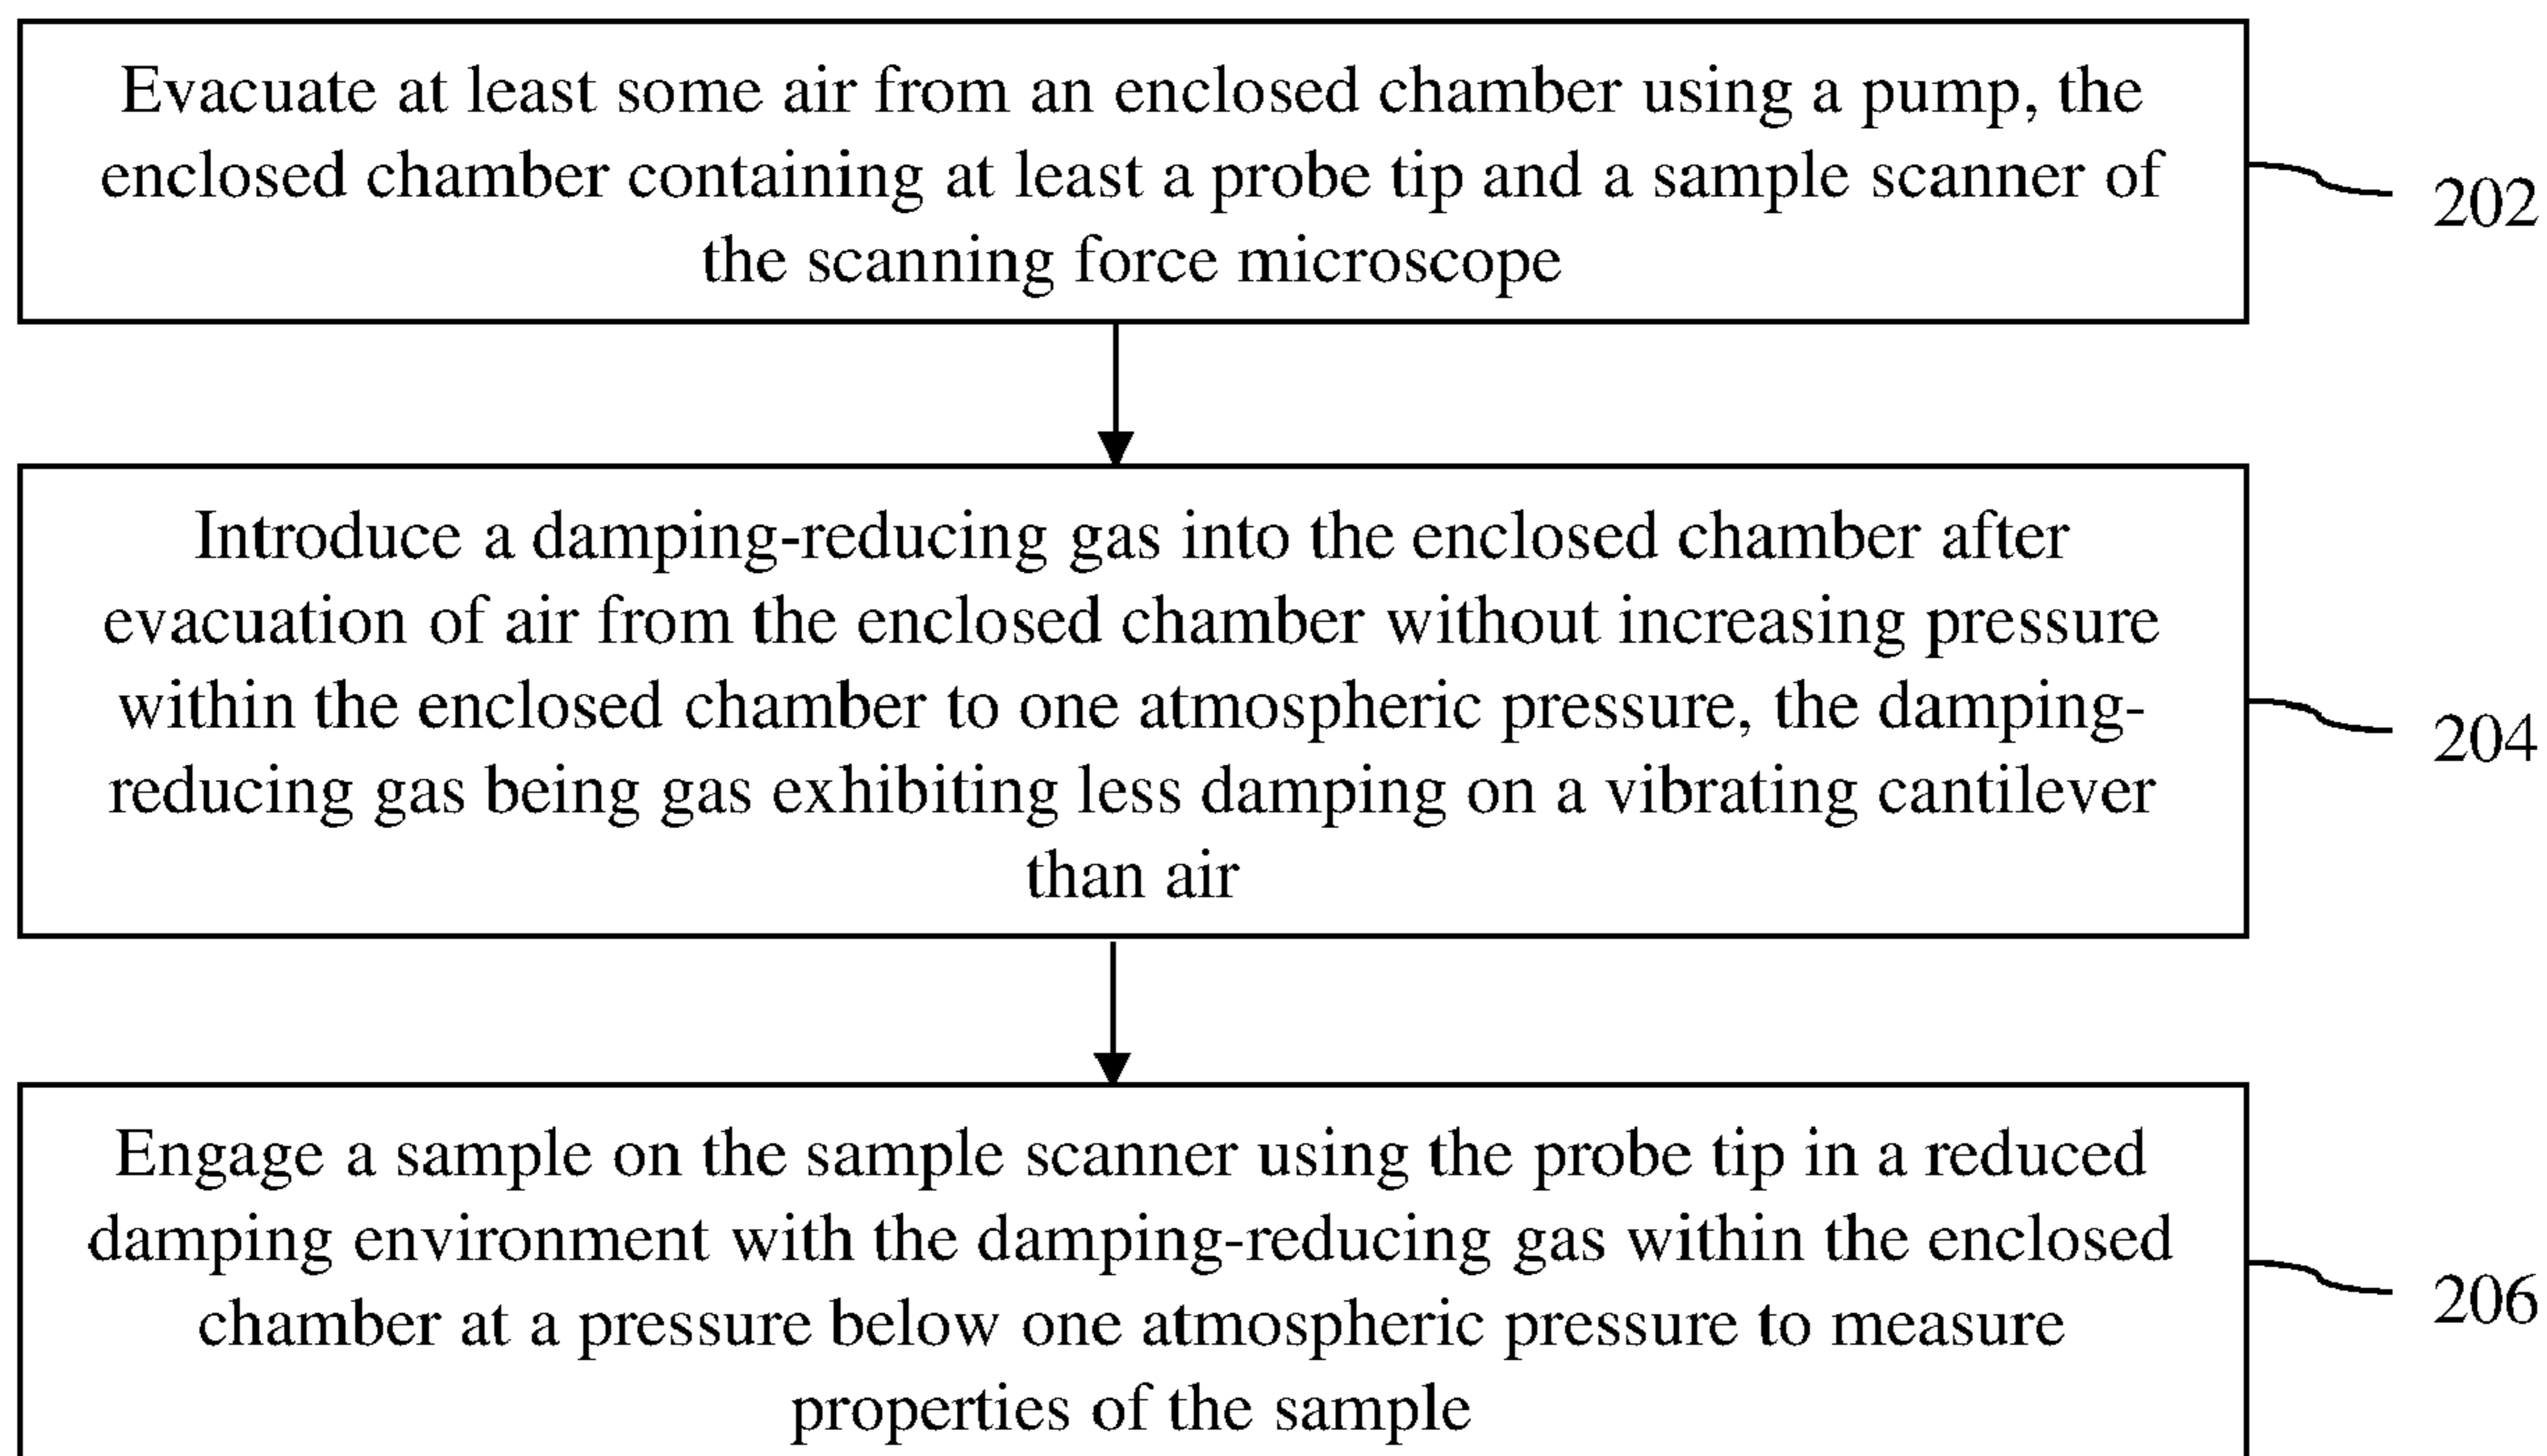 Evacuate at least some air from an enclosed chamber using a pump, the
enclosed chamber containing at least a probe tip and a sample scanner of
the scanning force microscope
202
Introduce a damping-reducing gas into the enclosed chamber after
evacuation of air from the enclosed chamber without increasing pressure
within the enclosed chamber to one atmospheric pressure, the damping-
reducing gas being gas exhibiting less damping on a vibrating cantilever
than air
204
Engage a sample on the sample scanner using the probe tip in a reduced
damping environment with the damping-reducing gas within the enclosed
chamber at a pressure below one atmospheric pressure to measure
properties of the sample
206